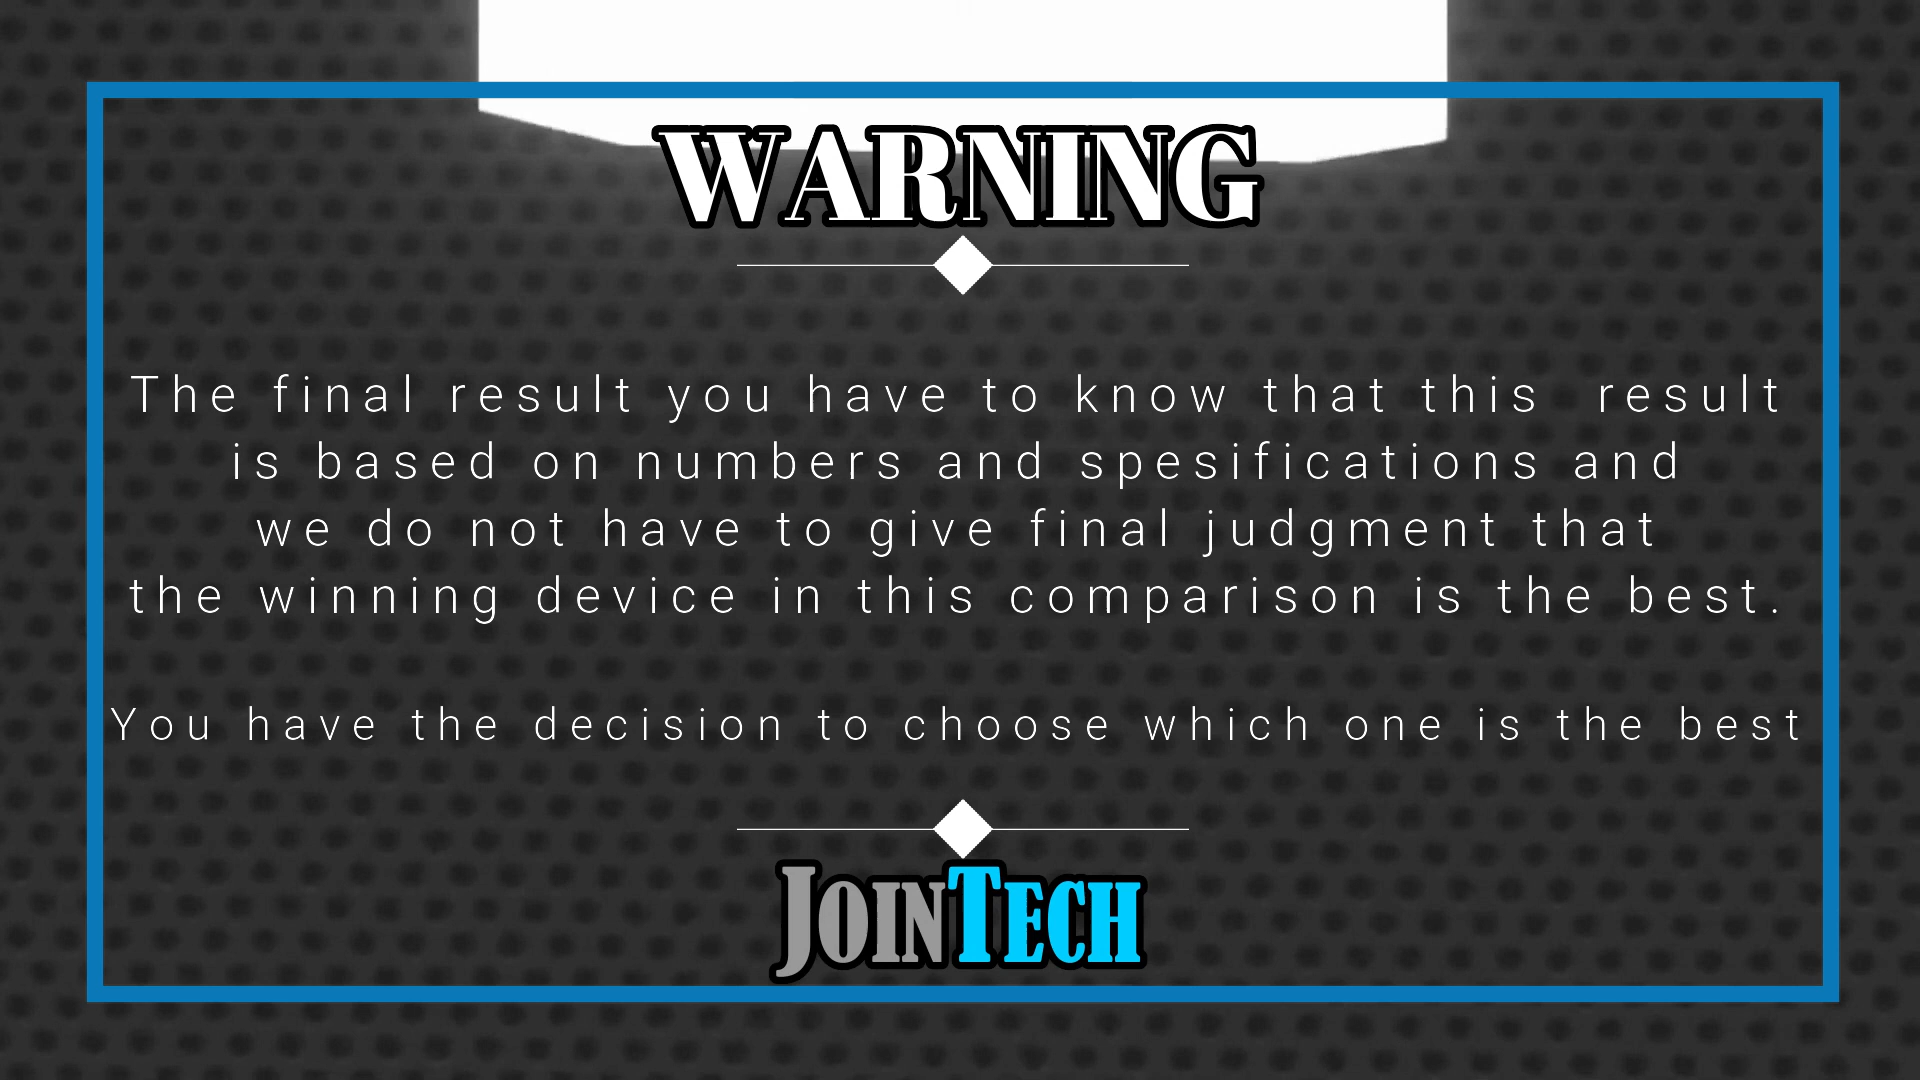 WARNING
The final result you have to know that this result
is based on numbers and spesifications and
we do not have to give final judgment that
the winning device in this comparison is the best.
You have the decision to choose which one is the best
JOINTECH